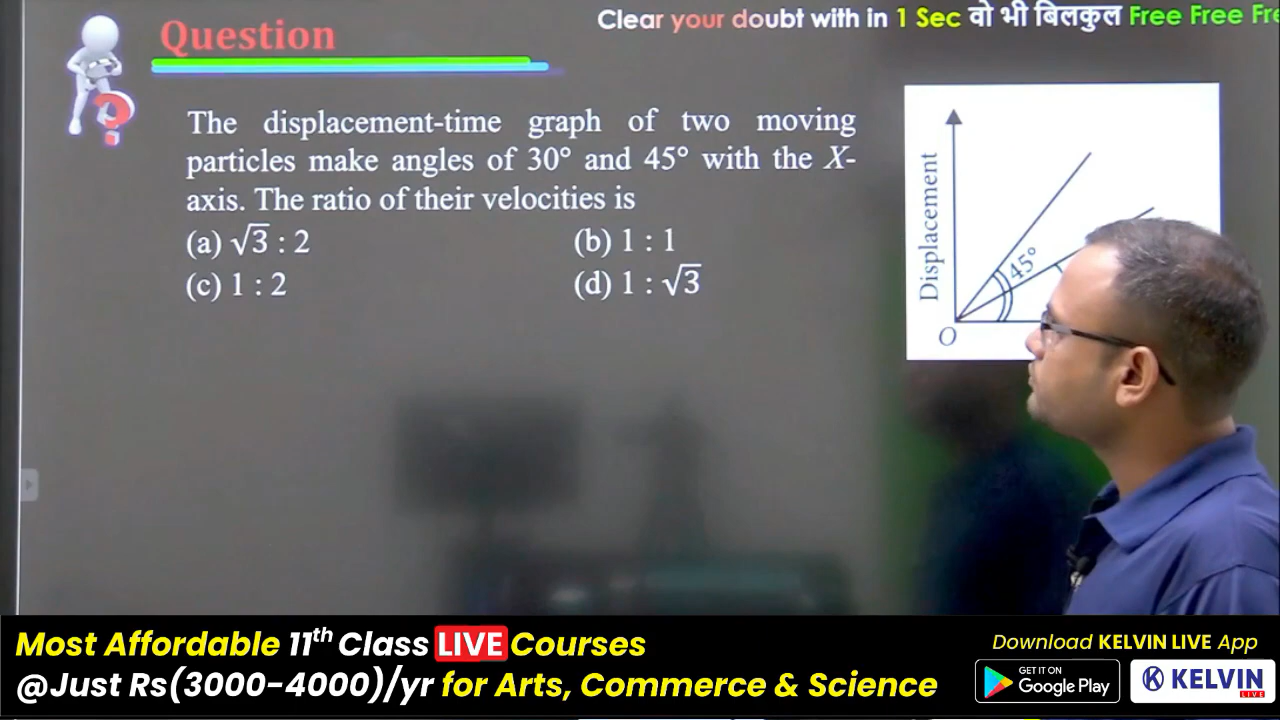 Clear your doubt with in 1 Sec वो भी बिलकुल Free Free Fre
Question
The displacement-time graph of two moving
particles make angles of 30° and 45° with the X-
axis. The ratio of their velocities is
(a) √3 : 2
(b) 1 : 1
(c) 1 : 2
(d) 1 : √3
Displacement
45°
O
Most Affordable 11th Class LIVE Courses
@Just Rs(3000-4000)/yr for Arts, Commerce & Science
Download KELVIN LIVE App
GET IT ON
Google Play
K KELVIN
LIVE